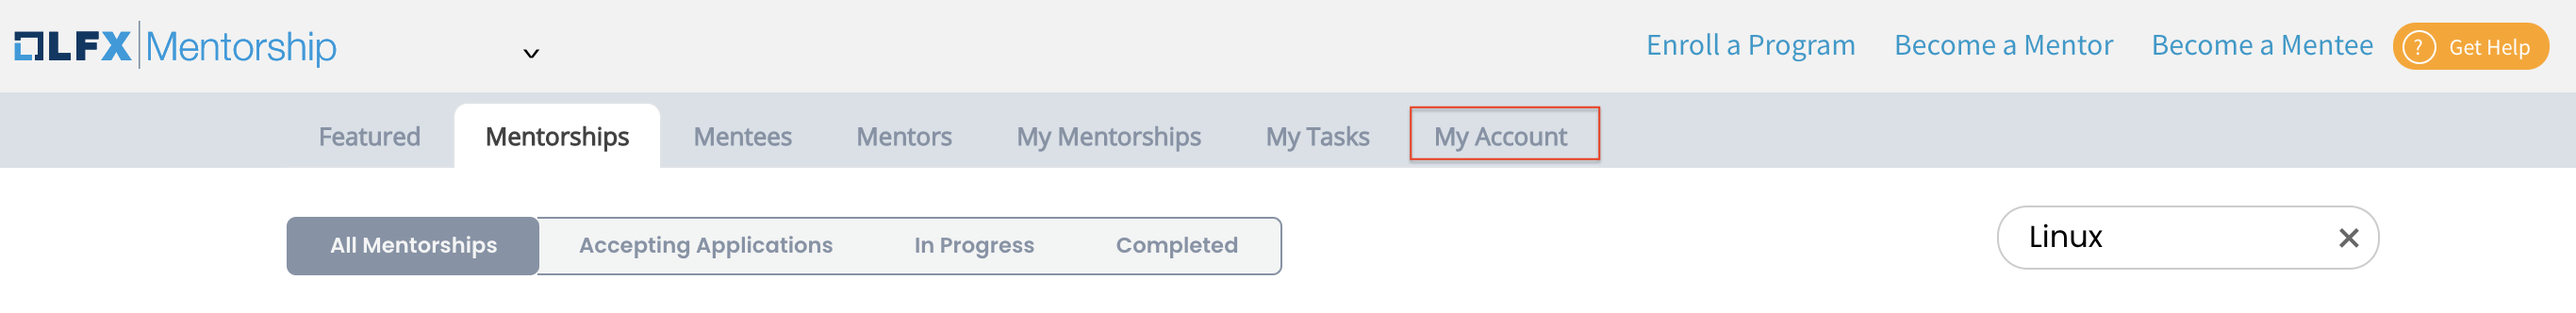 LFX Mentorship
Enroll a Program Become a Mentor Become a Mentee ? Get Help
Featured Mentorships Mentees Mentors My Mentorships My Tasks My Account
All Mentorships Accepting Applications In Progress Completed Linux